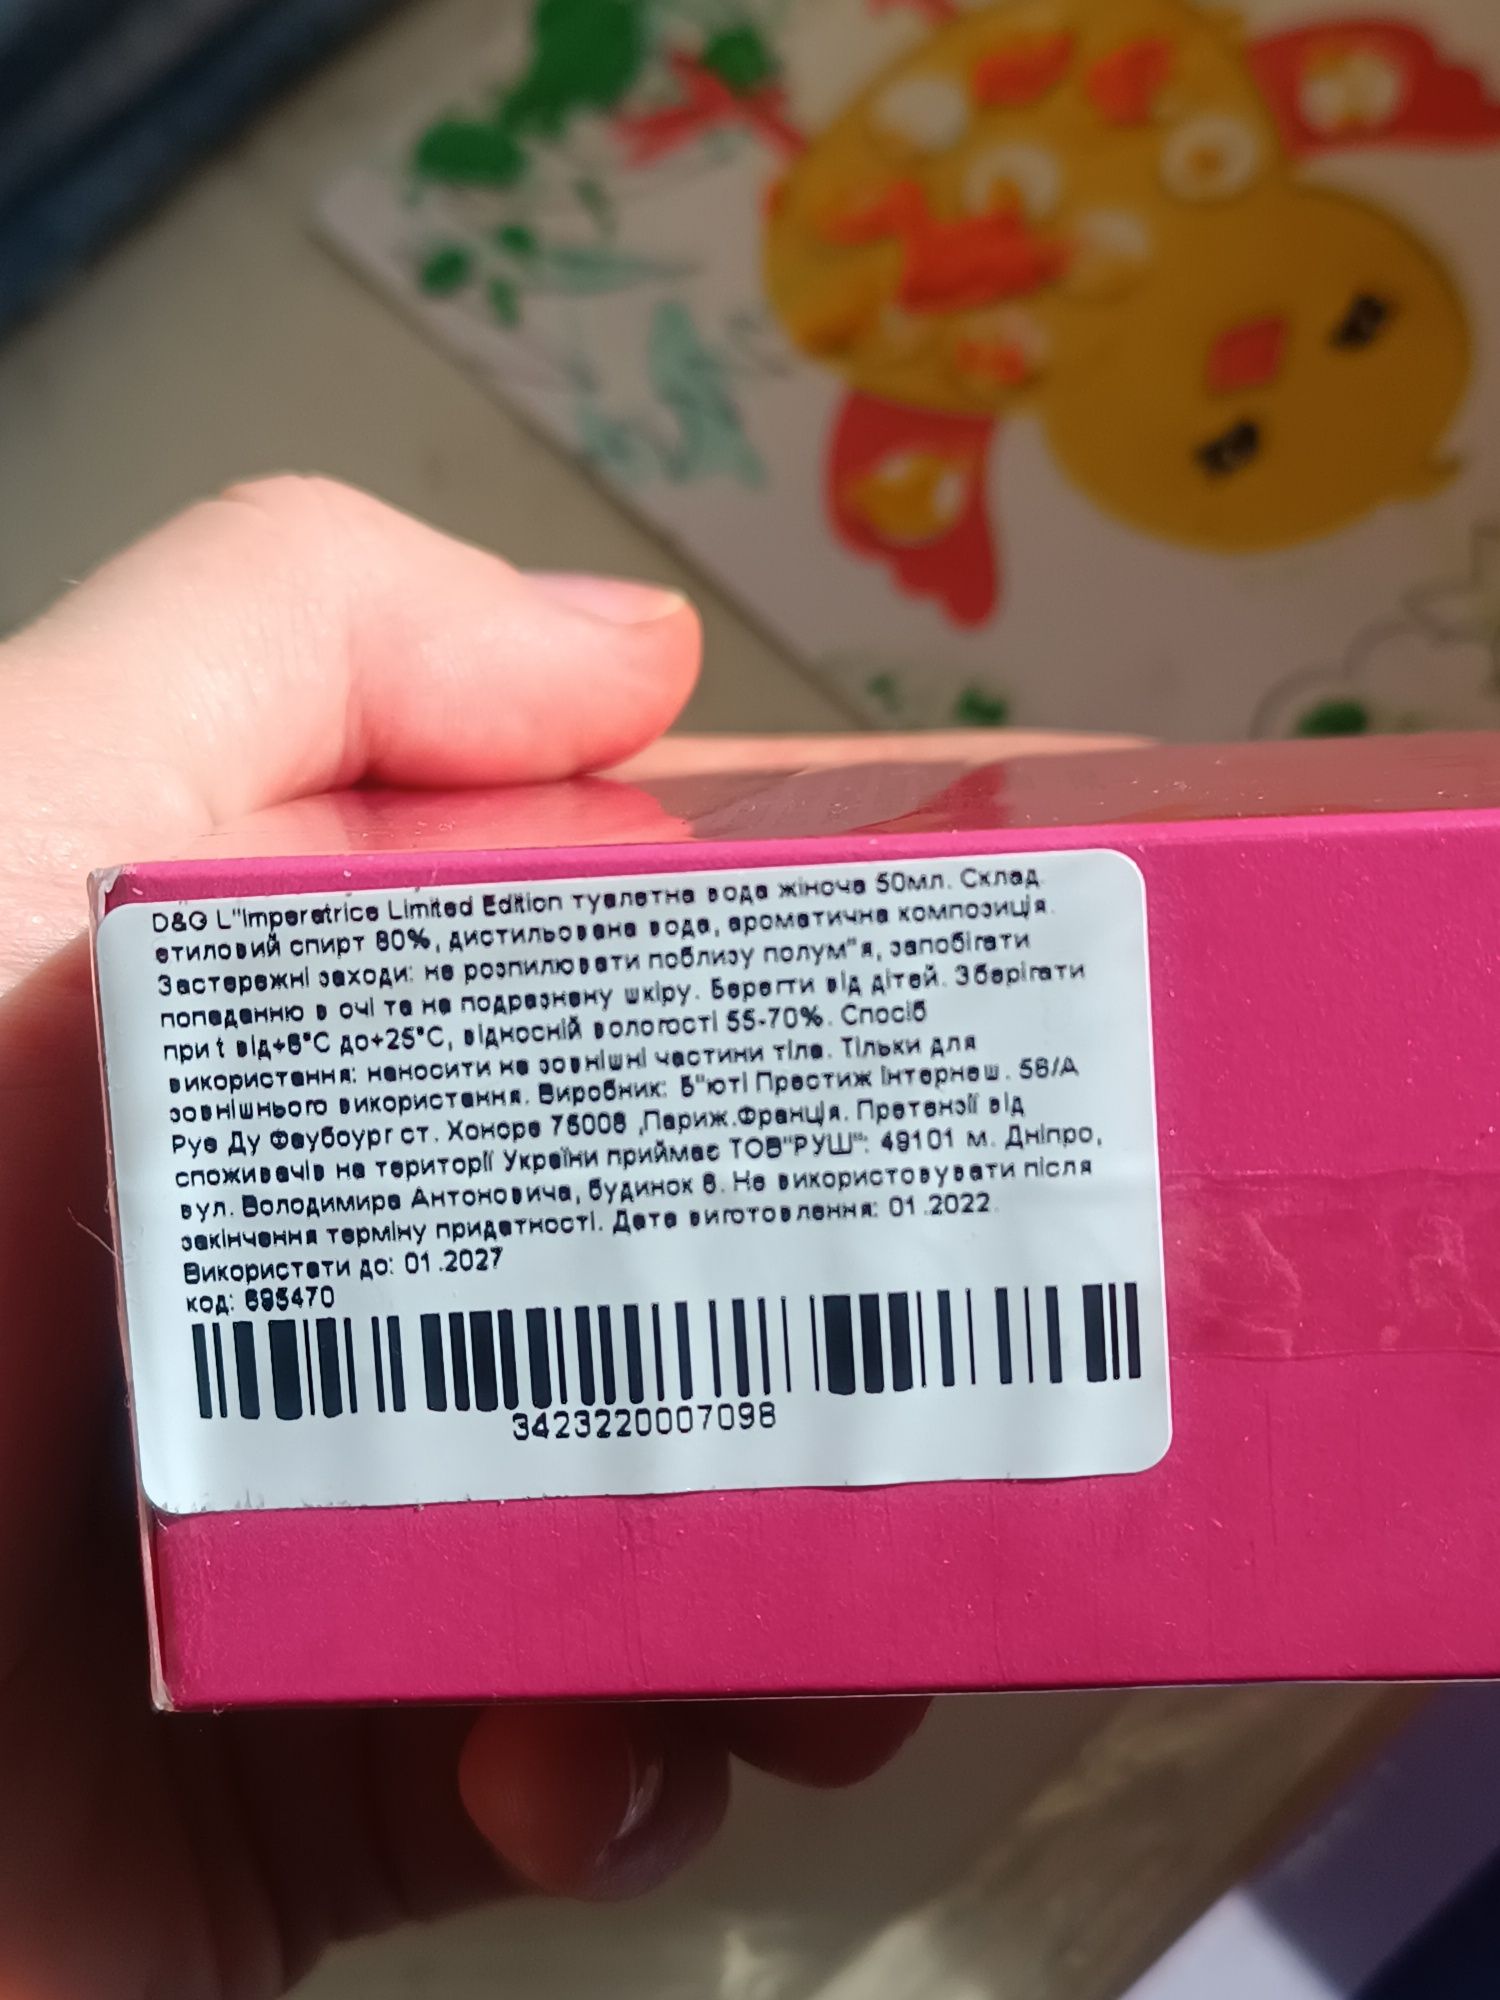 D&G L"Imperatrice Limited Edition туалетна вода жіноча 50мл. Склад:
етиловий спирт 80%, дистильована вода, ароматична композиція.
Застережні заходи: не розпилювати поблизу полум"я, запобігати
попаданню в очі та на подразнену шкіру. Берегти від дітей. Зберігати
при t від+5°C до+25°C, відносній вологості 55-70%. Спосіб
використання: наносити на зовнішні частини тіла. Тільки для
зовнішнього використання. Виробник: Б"юті Престиж Інтернеш. 56/А
Руе Ду Фаубоург ст. Хоноре 75008 ,Париж.Франція. Претензії від
споживачів на території України приймає ТОВ"РУШ": 49101 м. Дніпро,
вул. Володимира Антоновича, будинок 6. Не використовувати після
закінчення терміну придатності. Дата виготовлення: 01.2022.
Використати до: 01.2027
код: 695470
3423220007098